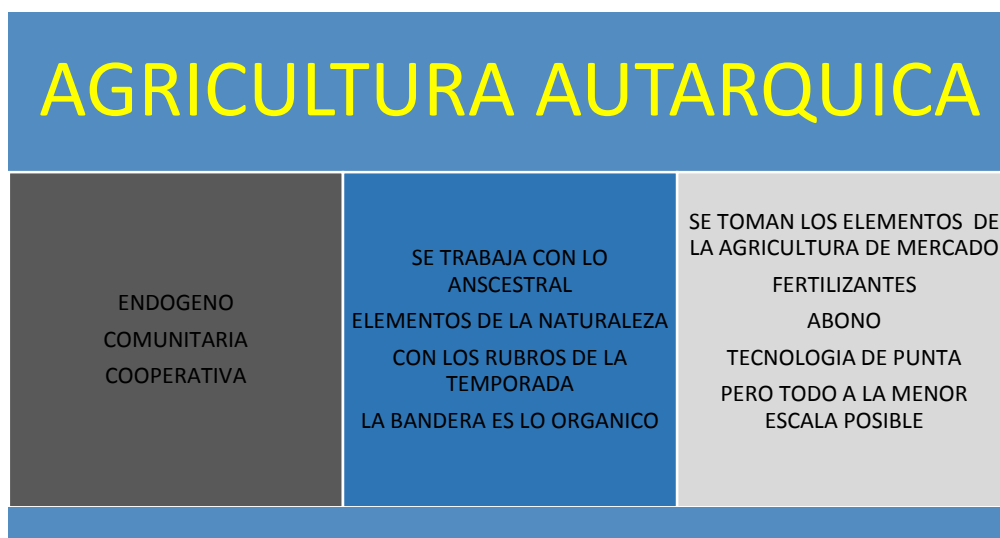 AGRICULTURA AUTARQUICA
ENDOGENO
COMUNITARIA
COOPERATIVA
SE TRABAJA CON LO
ANSCESTRAL
ELEMENTOS DE LA NATURALEZA
CON LOS RUBROS DE LA
TEMPORADA
LA BANDERA ES LO ORGANICO
SE TOMAN LOS ELEMENTOS DE
LA AGRICULTURA DE MERCADO
FERTILIZANTES
ABONO
TECNOLOGIA DE PUNTA
PERO TODO A LA MENOR
ESCALA POSIBLE